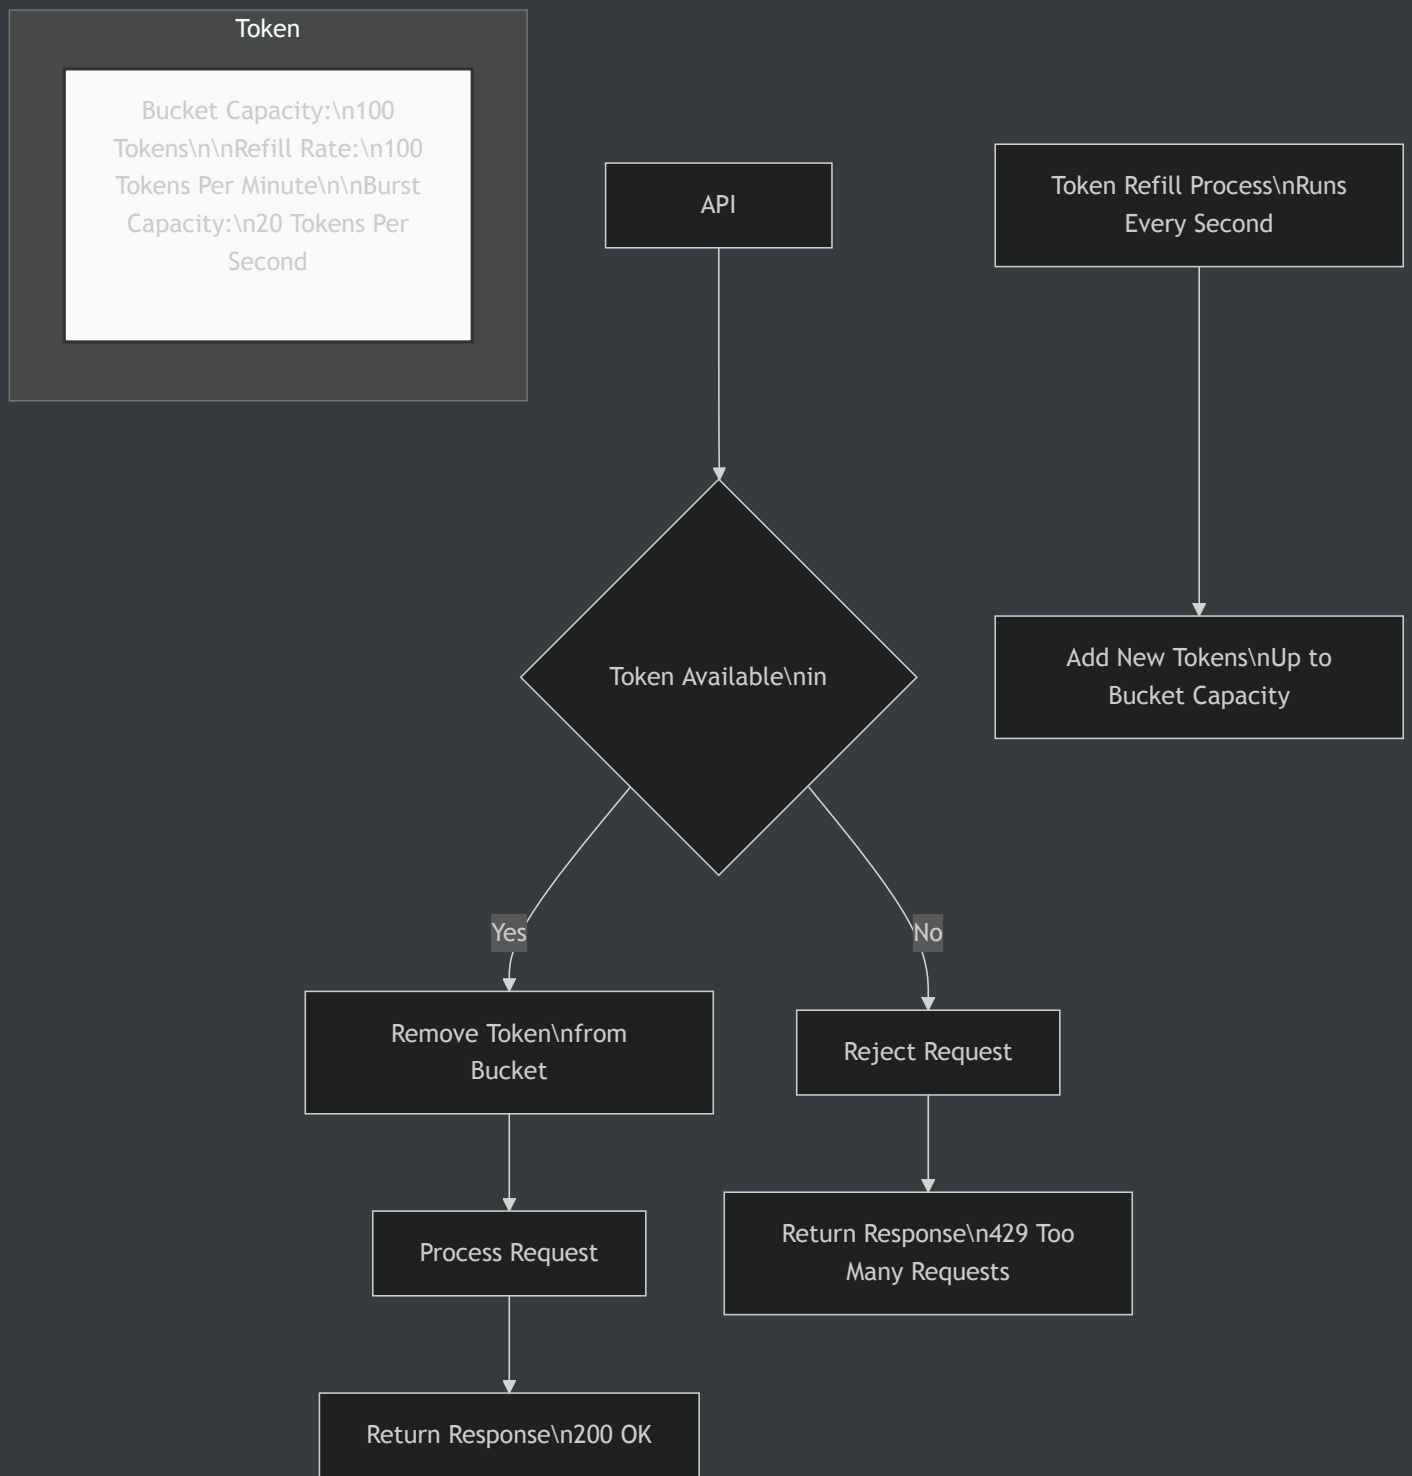 Token
Bucket Capacity:\n100
Tokens\n\nRefill Rate:\n100
Tokens Per Minute\n\nBurst
Capacity:\n20 Tokens Per
Second
API
Token Refill Process\nRuns
Every Second
Token Available\nin
Add New Tokens\nUp to
Bucket Capacity
Yes
No
Remove Token\nfrom
Bucket
Reject Request
Process Request
Return Response\n429 Too
Many Requests
Return Response\n200 OK